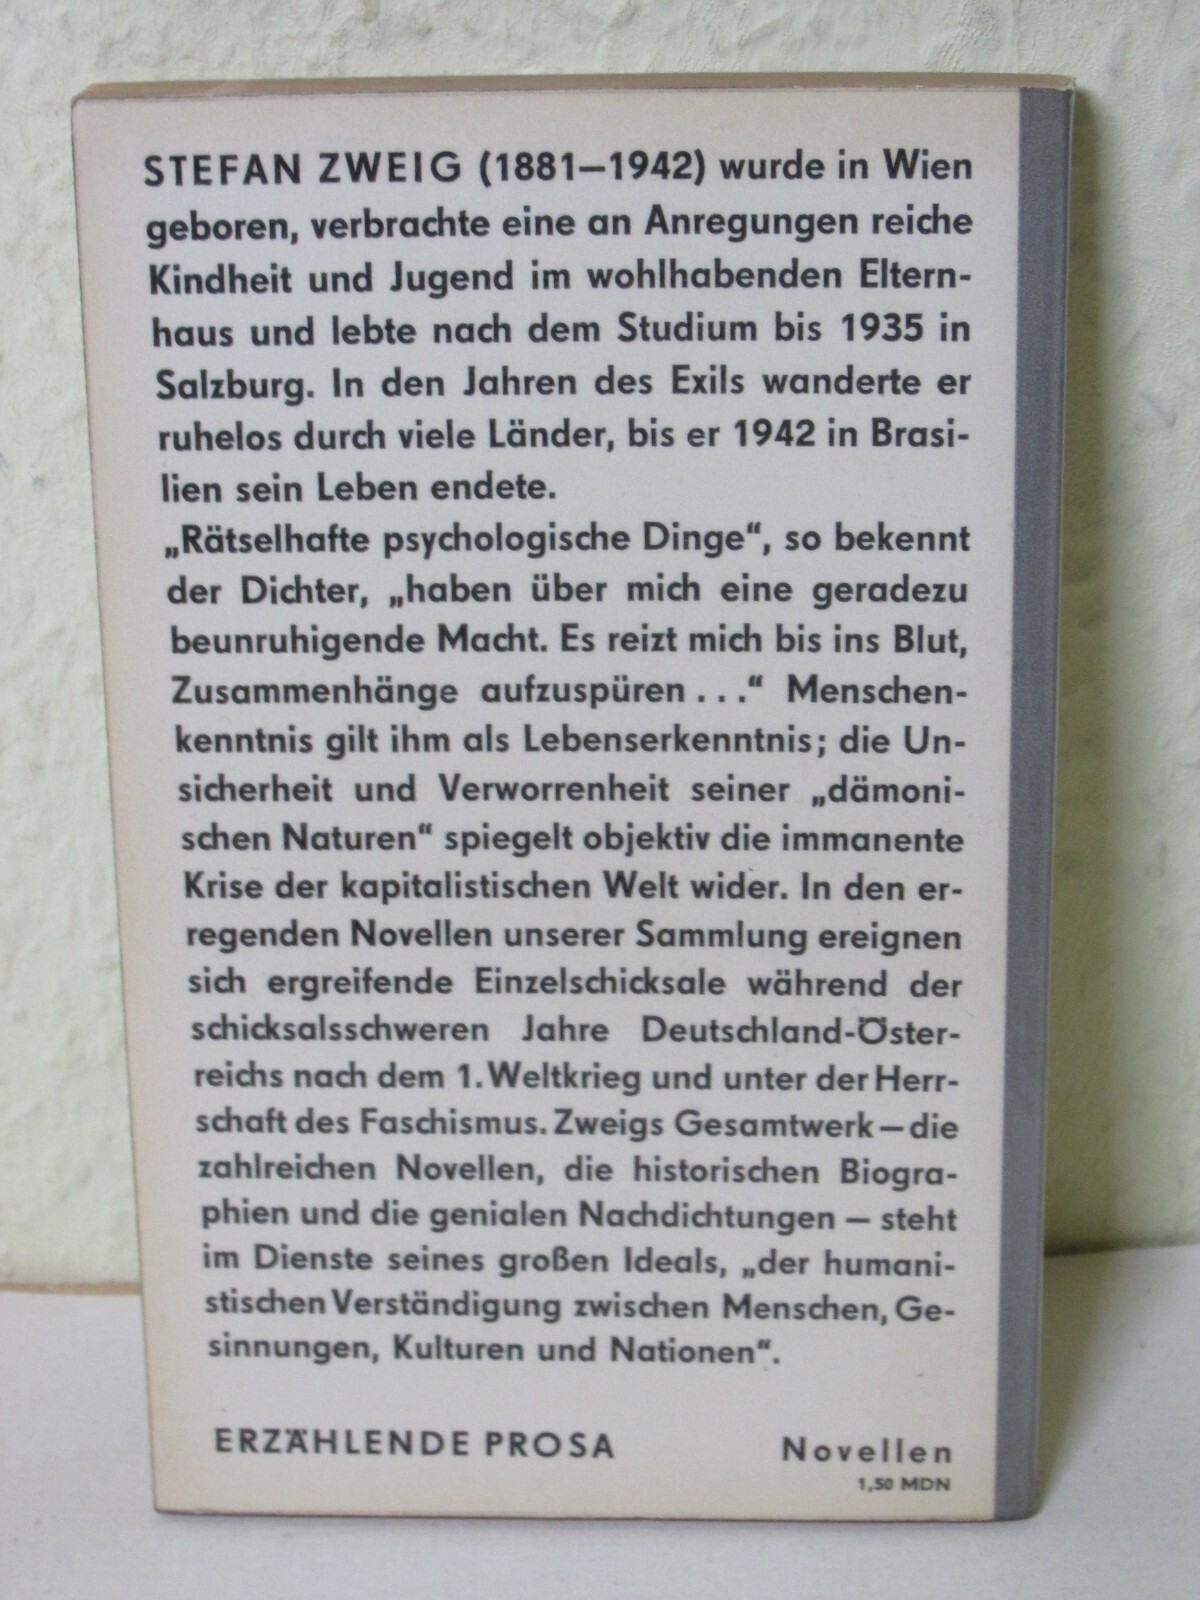 STEFAN ZWEIG (1881–1942) wurde in Wien
geboren, verbrachte eine an Anregungen reiche
Kindheit und Jugend im wohlhabenden Eltern-
haus und lebte nach dem Studium bis 1935 in
Salzburg. In den Jahren des Exils wanderte er
ruhelos durch viele Länder, bis er 1942 in Brasi-
lien sein Leben endete.
„Rätselhafte psychologische Dinge“, so bekennt
der Dichter, „haben über mich eine geradezu
beunruhigende Macht. Es reizt mich bis ins Blut,
Zusammenhänge aufzuspüren . . .“ Menschen-
kenntnis gilt ihm als Lebenserkenntnis; die Un-
sicherheit und Verworrenheit seiner „dämoni-
schen Naturen“ spiegelt objektiv die immanente
Krise der kapitalistischen Welt wider. In den er-
regenden Novellen unserer Sammlung ereignen
sich ergreifende Einzelschicksale während der
schicksalsschweren Jahre Deutschland-Öster-
reichs nach dem 1. Weltkrieg und unter der Herr-
schaft des Faschismus. Zweigs Gesamtwerk – die
zahlreichen Novellen, die historischen Biogra-
phien und die genialen Nachdichtungen – steht
im Dienste seines großen Ideals, „der humani-
stischen Verständigung zwischen Menschen, Ge-
sinnungen, Kulturen und Nationen“.
ERZÄHLENDE PROSA Novellen
1,50 MDN